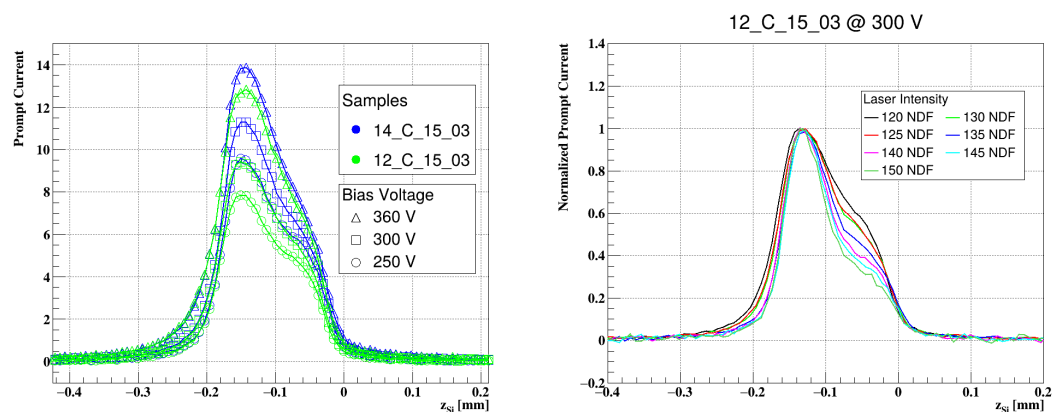 Prompt Current
14
12
10
8
6
4
2
0
Samples
14_C_15_03
12_C_15_03
Bias Voltage
360 V
300 V
250 V
−0.4 −0.3 −0.2 −0.1 0 0.1 0.2
z_Si [mm]
12_C_15_03 @ 300 V
Normalized Prompt Current
1.4
1.2
1
0.8
0.6
0.4
0.2
0
−0.2
Laser Intensity
120 NDF 130 NDF
125 NDF 135 NDF
140 NDF 145 NDF
150 NDF
−0.4 −0.3 −0.2 −0.1 0 0.1 0.2
z_Si [mm]